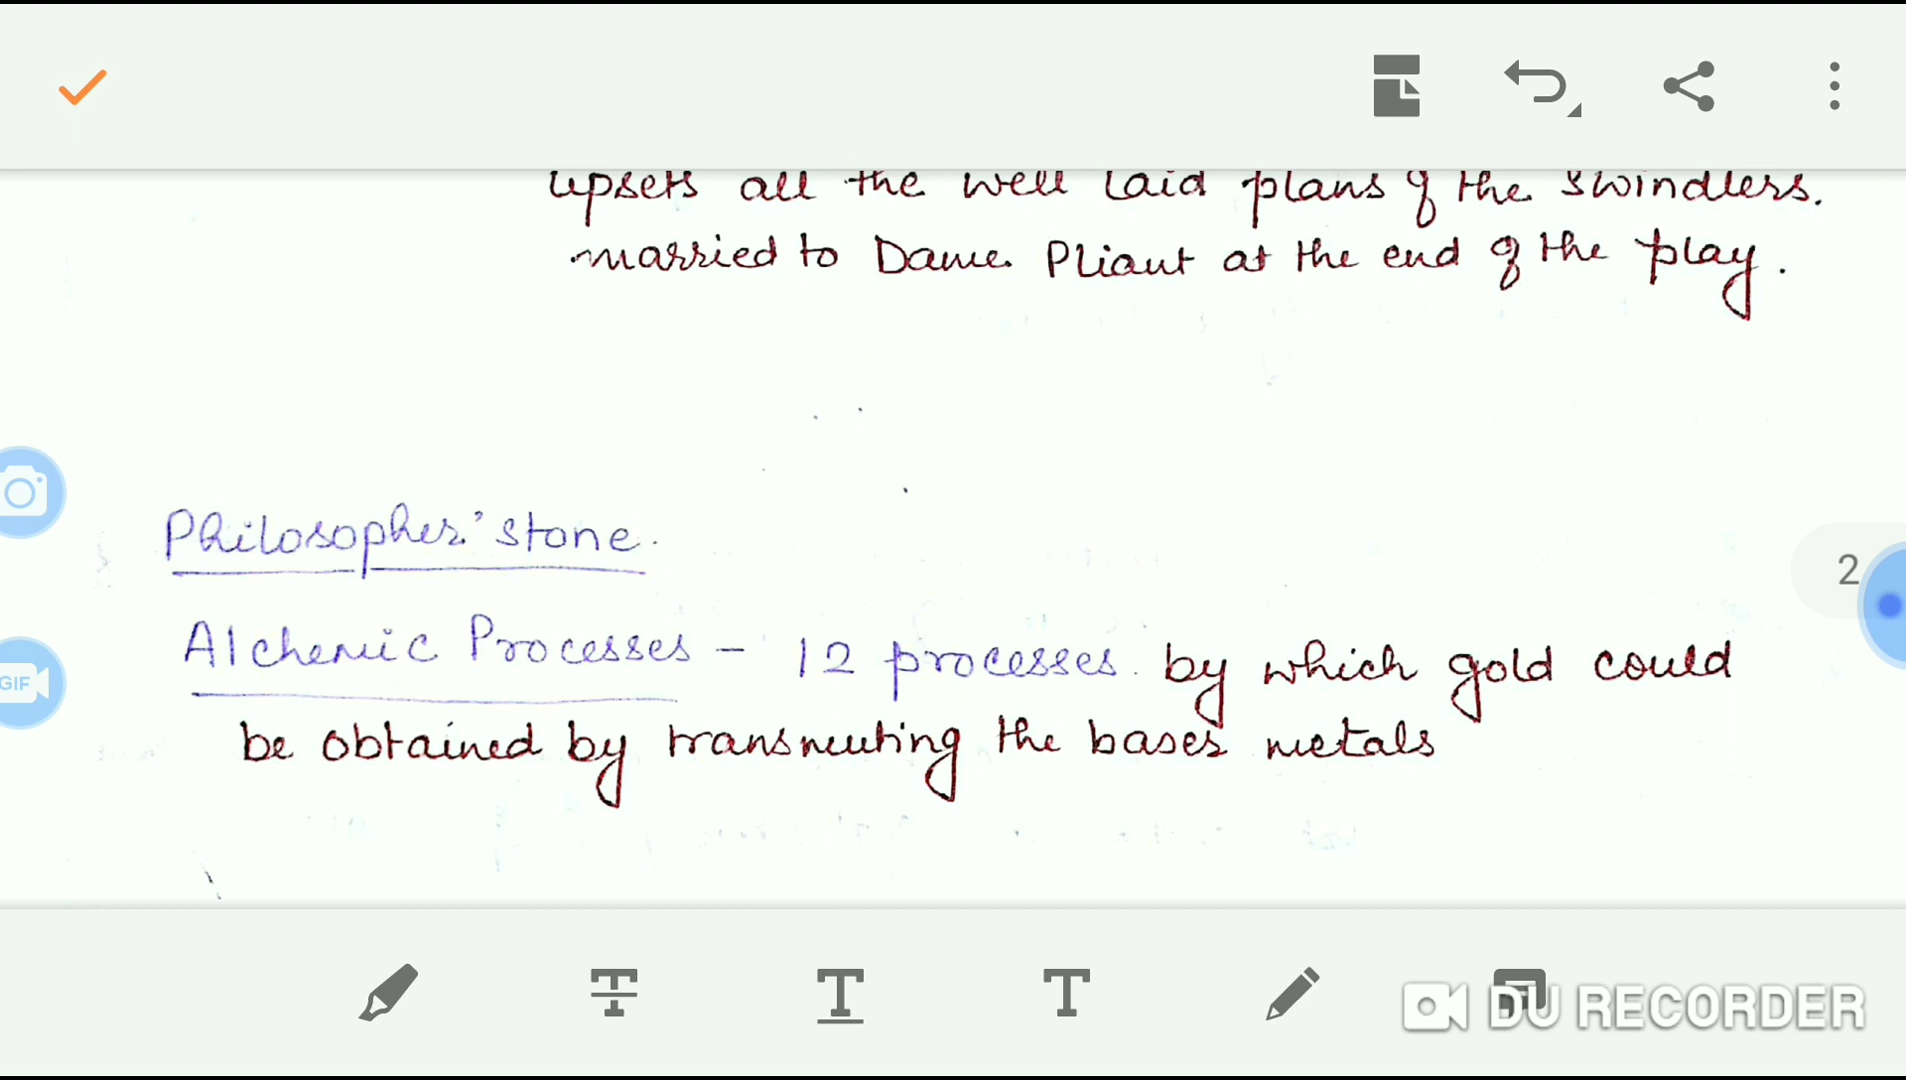 upsets all the well laid plans of the swindlers.
married to Dame Pliant at the end of the play.
Philosopher' stone.
2
Alchemic Processes - 12 processes by which gold could
be obtained by transmuting the bases metals
GIF
DU RECORDER